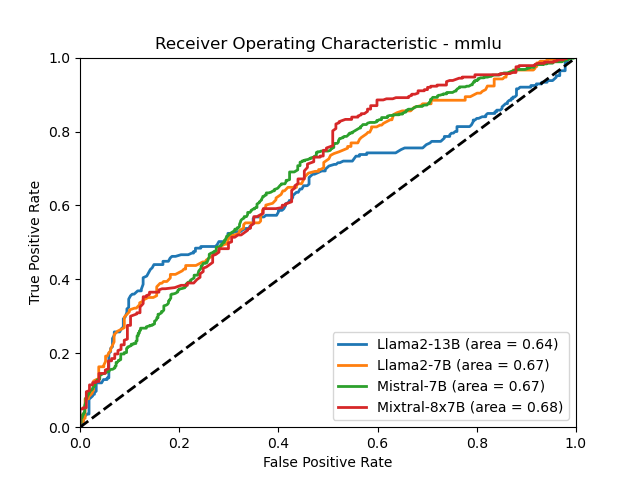 Receiver Operating Characteristic - mmlu
True Positive Rate
1.0
0.8
0.6
0.4
0.2
0.0
Llama2-13B (area = 0.64)
Llama2-7B (area = 0.67)
Mistral-7B (area = 0.67)
Mixtral-8x7B (area = 0.68)
0.0 0.2 0.4 0.6 0.8 1.0
False Positive Rate